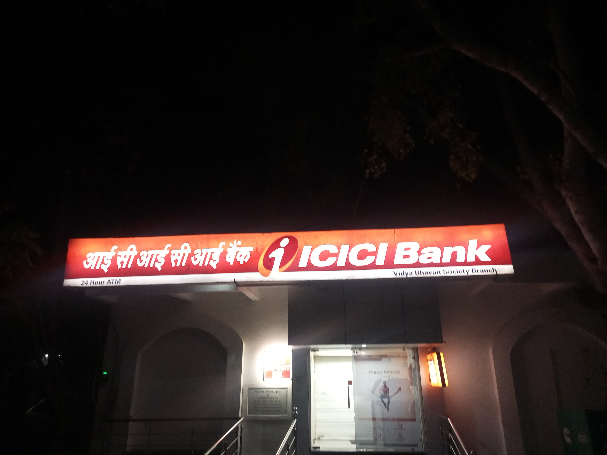 आई सी आई सी आई बैंक
i ICICI Bank
24 Hour ATM
Vidya Bhavan Society Branch